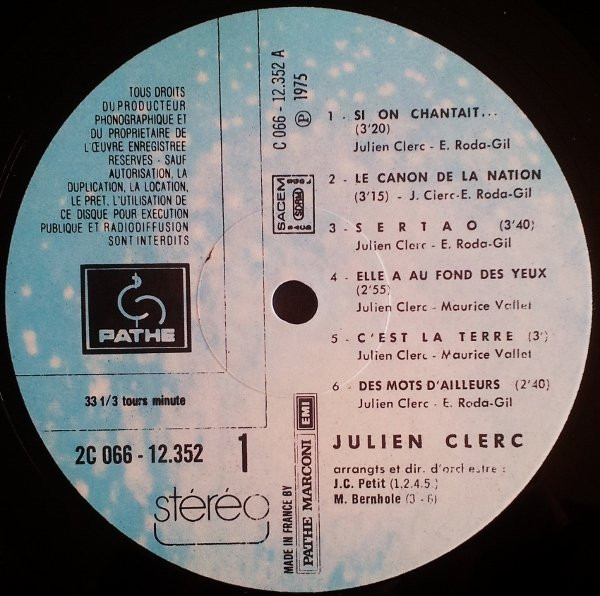 TOUS DROITS
DU PRODUCTEUR
PHONOGRAPHIQUE ET
DU PROPRIETAIRE DE
L'ŒUVRE ENREGISTREE
RESERVES - SAUF
AUTORISATION, LA
DUPLICATION, LA LOCATION,
LE PRET, L'UTILISATION DE
CE DISQUE POUR EXECUTION
PUBLIQUE ET RADIODIFFUSION
SONT INTERDITS
PATHE
33 1/3 tours minute
2C 066 - 12.352 1
stéréo
C 066 - 12.352 A
Ⓟ 1975
SACEM
SDRM
1 - SI ON CHANTAIT...
(3'20)
Julien Clerc - E. Roda-Gil
2 - LE CANON DE LA NATION
(3'15) - J. Clerc-E. Roda-Gil
3 - SERTAO (3'40)
Julien Clerc - E. Roda-Gil
4 - ELLE A AU FOND DES YEUX
(2'55)
Julien Clerc - Maurice Vallet
5 - C'EST LA TERRE (3')
Julien Clerc - Maurice Vallet
6 - DES MOTS D'AILLEURS (2'40)
Julien Clerc - E. Roda-Gil
JULIEN CLERC
arrangts et dir. d'orchestre :
J.C. Petit (1,2,4,5.)
M. Bernhole (3 - 6)
MADE IN FRANCE BY
PATHE MARCONI EMI